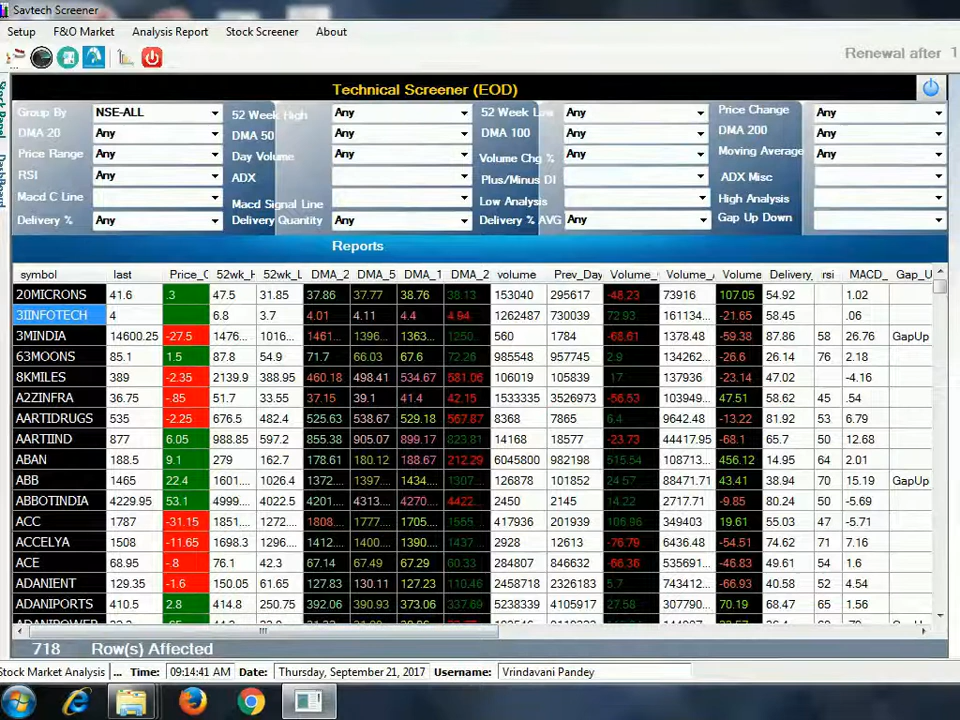 Savtech Screener
Setup F&O Market Analysis Report Stock Screener About
Renewal after 1
Stock Panel
DashBoard
Technical Screener (EOD)
Group By NSE-ALL 52 Week High Any 52 Week Low Any Price Change Any
DMA 20 Any DMA 50 Any DMA 100 Any DMA 200 Any
Price Range Any Day Volume Any Volume Chg % Any Moving Average Any
RSI ADX Plus/Minus DI ADX Misc
Macd C Line Macd Signal Line Low Analysis High Analysis
Delivery % Any Delivery Quantity Any Delivery % AVG Any Gap Up Down
Reports
symbol last Price_C 52wk_H 52wk_L DMA_2 DMA_5 DMA_1 DMA_2 volume Prev_Day Volume_ Volume_ Volume Delivery_ rsi MACD_ Gap_U
20MICRONS 41.6 .3 47.5 31.85 37.86 37.77 38.76 38.13 153040 295617 -48.23 73916 107.05 54.92 1.02
3IINFOTECH 4 6.8 3.7 4.01 4.11 4.4 4.94 1262487 730039 72.93 161134... -21.65 58.45 .06
3MINDIA 14600.25 -27.5 1476... 1016... 1461... 1396... 1363... 1250... 560 1784 -68.61 1378.48 -59.38 87.86 58 26.76 GapUp
63MOONS 85.1 1.5 87.8 54.9 71.7 66.03 67.6 72.26 985548 957745 2.9 134262... -26.6 26.14 76 2.18
8KMILES 389 -2.35 2139.9 388.95 460.18 498.41 534.67 581.06 106019 105839 .17 137936 -23.14 47.02 -4.16
A2ZINFRA 36.75 -.85 51.7 33.55 37.15 39.1 41.4 42.15 1533435 3526973 -56.53 103949... 47.51 58.62 45 .54
AARTIDRUGS 535 -2.25 676.5 482.4 525.63 538.67 529.18 567.87 8368 7865 6.4 9642.48 -13.22 81.92 53 6.79
AARTIIND 877 6.05 988.85 597.2 855.38 905.07 899.17 823.81 14168 18577 -23.73 44417.95 -68.1 65.7 50 12.68
ABAN 188.5 9.1 279 162.7 178.61 180.12 188.67 212.29 6045800 982198 515.54 108713... 456.12 14.95 64 2.01
ABB 1465 22.4 1601... 1026.4 1372... 1397... 1434... 1307... 126878 101852 24.57 88471.71 43.41 38.94 70 15.19 GapUp
ABBOTINDIA 4229.95 53.1 4999... 4022.5 4201... 4313... 4270... 4422... 2450 2145 14.22 2717.71 -9.85 80.24 50 -5.69
ACC 1787 -31.15 1851... 1272... 1808... 1777... 1705... 1565... 417936 201939 106.96 349403 19.61 55.03 47 -5.71
ACCELYA 1508 -11.65 1698.3 1296.... 1412... 1400... 1390... 1437... 2928 12613 -76.79 6436.58 -54.51 74.62 71 7.16
ACE 68.95 -.8 76.1 42.3 67.14 67.49 67.29 60.33 284807 846632 -66.36 535691... -46.83 49.61 54 1.6
ADANIENT 129.35 -1.6 150.05 61.65 127.83 130.11 127.23 110.46 2458718 2326183 5.7 743412... -66.93 40.58 52 4.54
ADANIPORTS 410.5 2.8 414.8 250.75 392.06 390.93 373.06 337.69 5238339 4105917 27.58 307790... 70.19 68.47 65 1.56
718 Row(s) Affected
Stock Market Analysis ... Time: 09:14:41 AM Date: Thursday, September 21, 2017 Username: Vrindavani Pandey